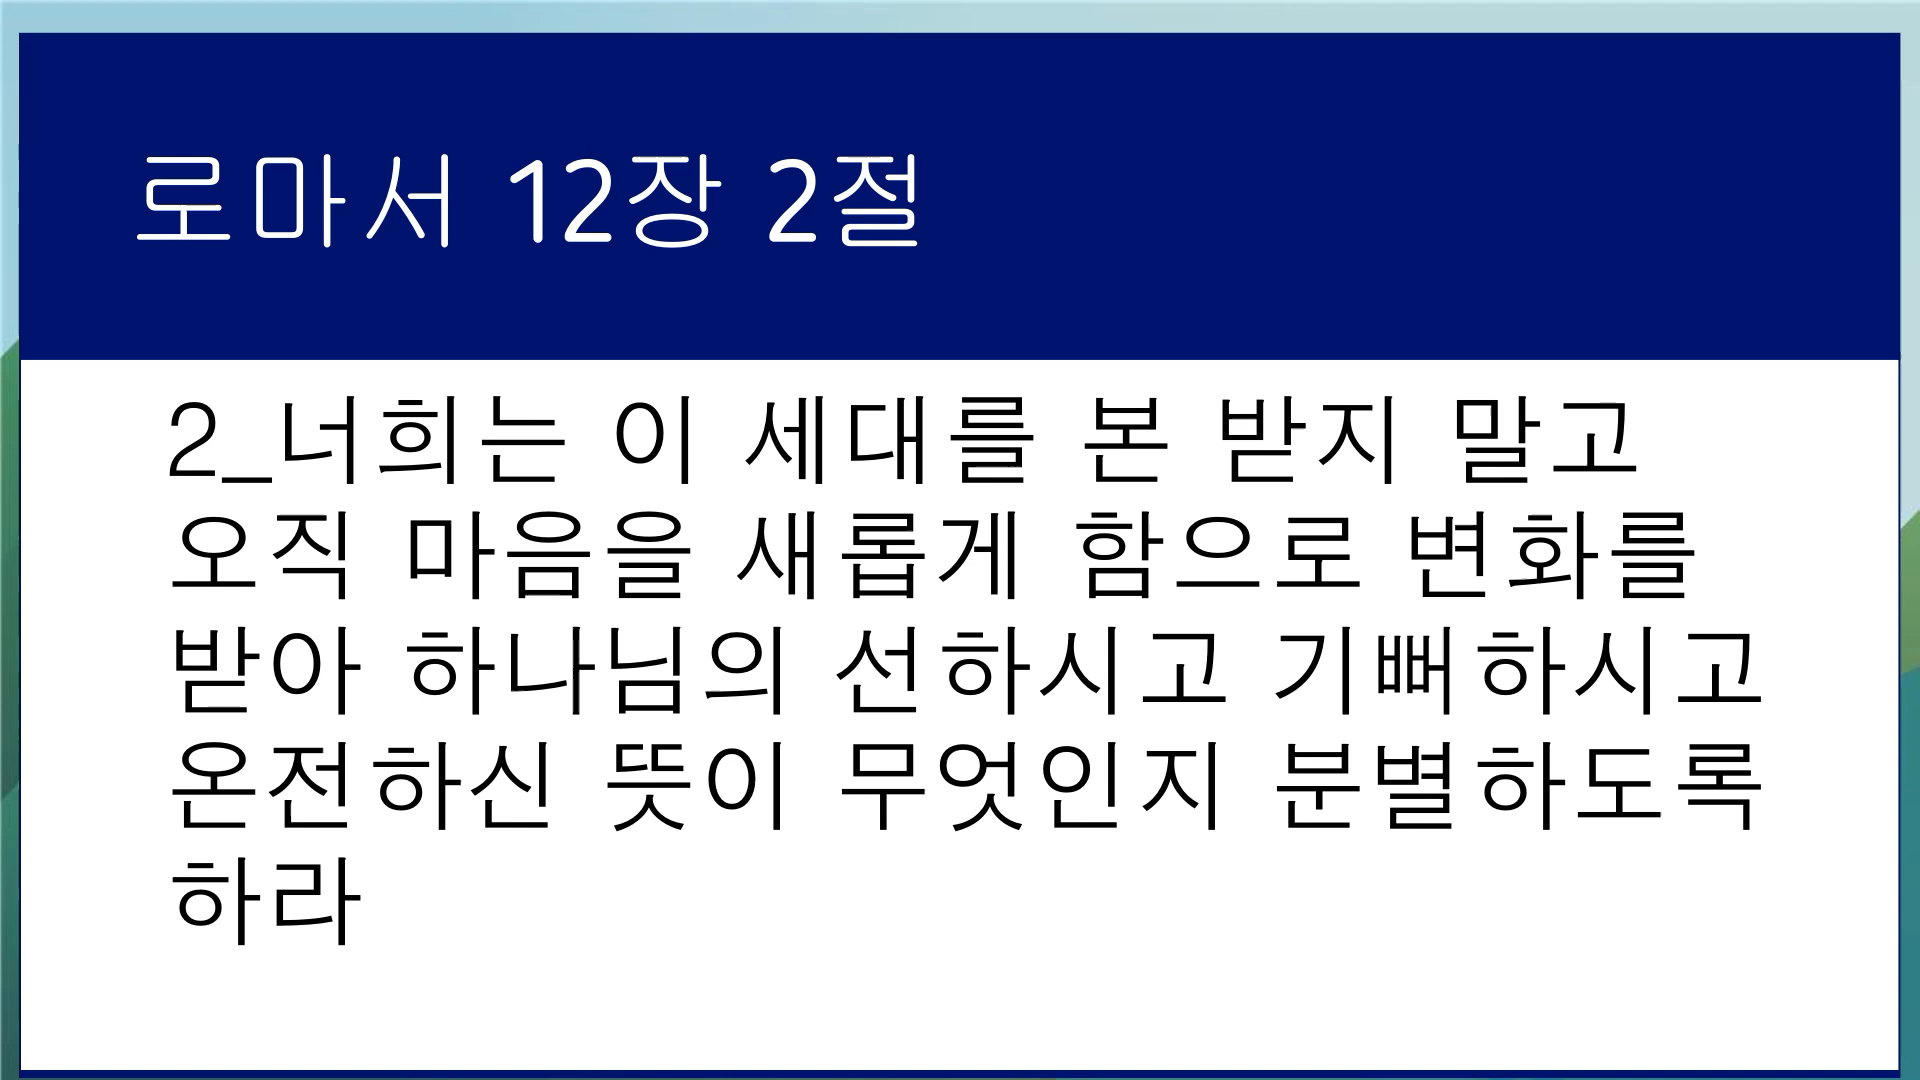 로마서 12장 2절
2_너희는 이 세대를 본 받지 말고
오직 마음을 새롭게 함으로 변화를
받아 하나님의 선하시고 기뻐하시고
온전하신 뜻이 무엇인지 분별하도록
하라